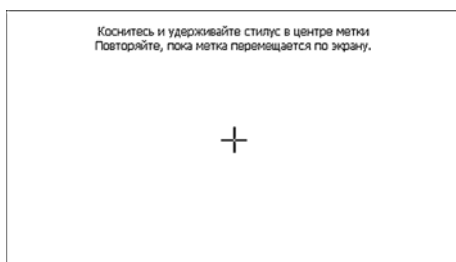 Коснитесь и удерживайте стилус в центре метки
Повторяйте, пока метка перемещается по экрану.